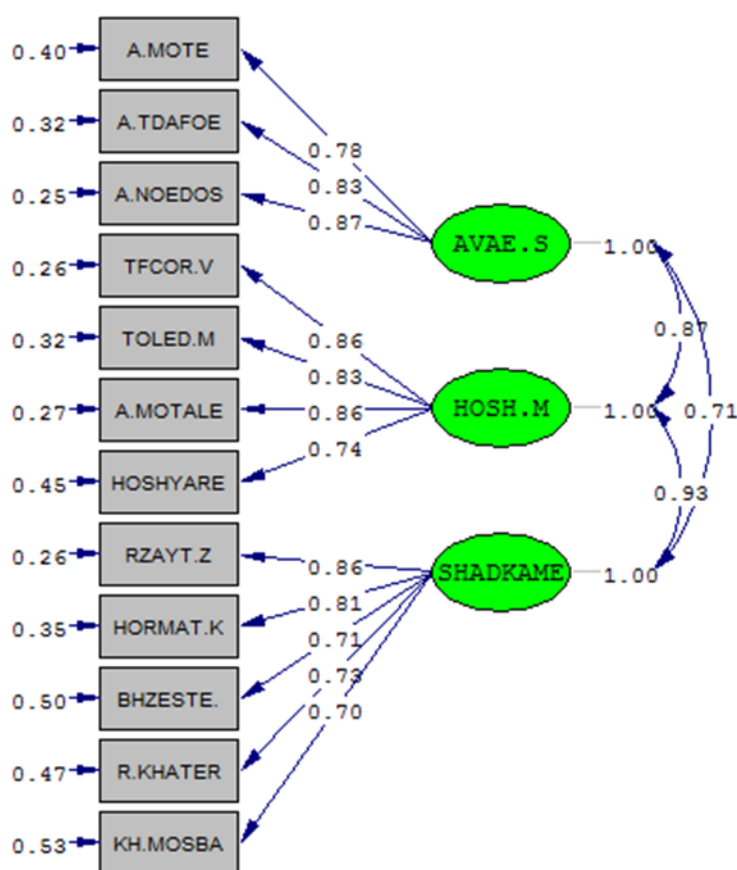 0.40 A.MOTE
0.32 A.TDAFOE
0.78
0.83
0.25 A.NOEDOS
0.87
AVAE.S 1.00
0.26 TFCOR.V
0.32 TOLED.M
0.86
0.87
0.83
0.27 A.MOTALE
0.86
HOSH.M 1.00
0.71
0.74
0.45 HOSHYARE
0.93
0.26 RZAYT.Z
0.86
SHADKAME 1.00
0.81
0.35 HORMAT.K
0.71
0.73
0.50 BHZESTE.
0.70
0.47 R.KHATER
0.53 KH.MOSBA